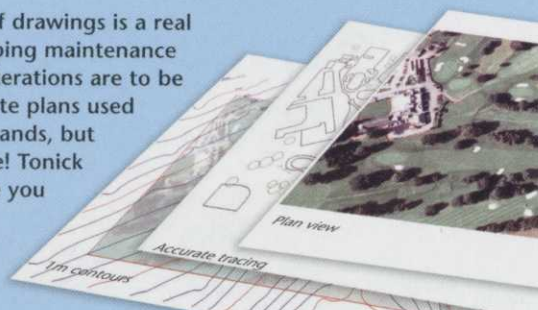 f drawings is a real
ping maintenance
erations are to be
te plans used
ands, but
e! Tonick
you
Plan view
Accurate tracing
1m contours